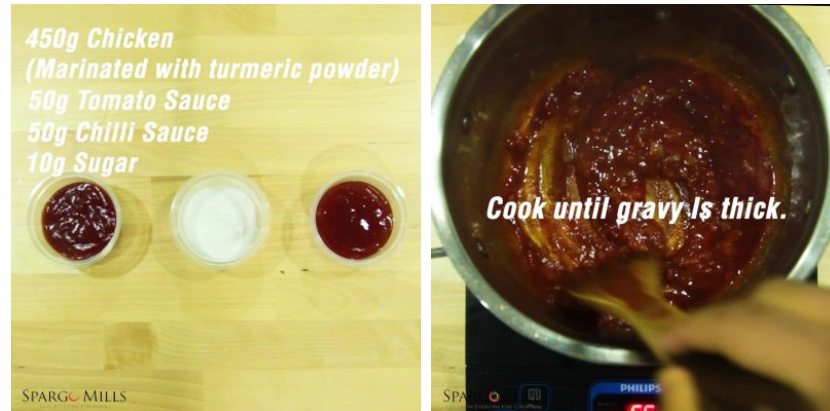 450g Chicken
(Marinated with turmeric powder)
50g Tomato Sauce
50g Chilli Sauce
10g Sugar
SPARGO MILLS
Cook until gravy Is thick.
PHILIPS